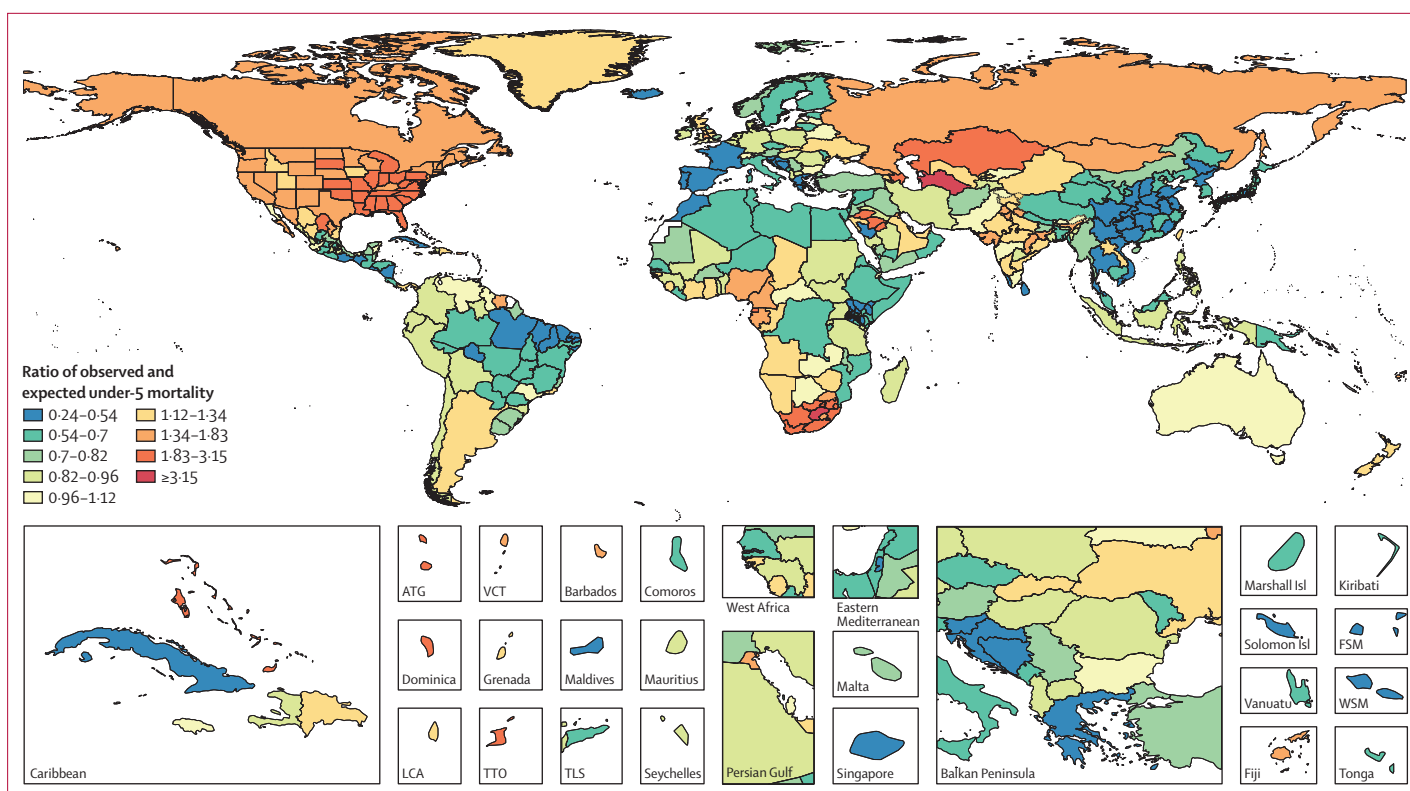 Ratio of observed and
expected under-5 mortality
0·24–0·54
0·54–0·7
0·7–0·82
0·82–0·96
0·96–1·12
1·12–1·34
1·34–1·83
1·83–3·15
≥3·15
Caribbean
ATG
VCT
Barbados
Comoros
Dominica
Grenada
Maldives
Mauritius
LCA
TTO
TLS
Seychelles
West Africa
Eastern
Mediterranean
Persian Gulf
Malta
Singapore
Balkan Peninsula
Marshall Isl
Kiribati
Solomon Isl
FSM
Vanuatu
WSM
Fiji
Tonga